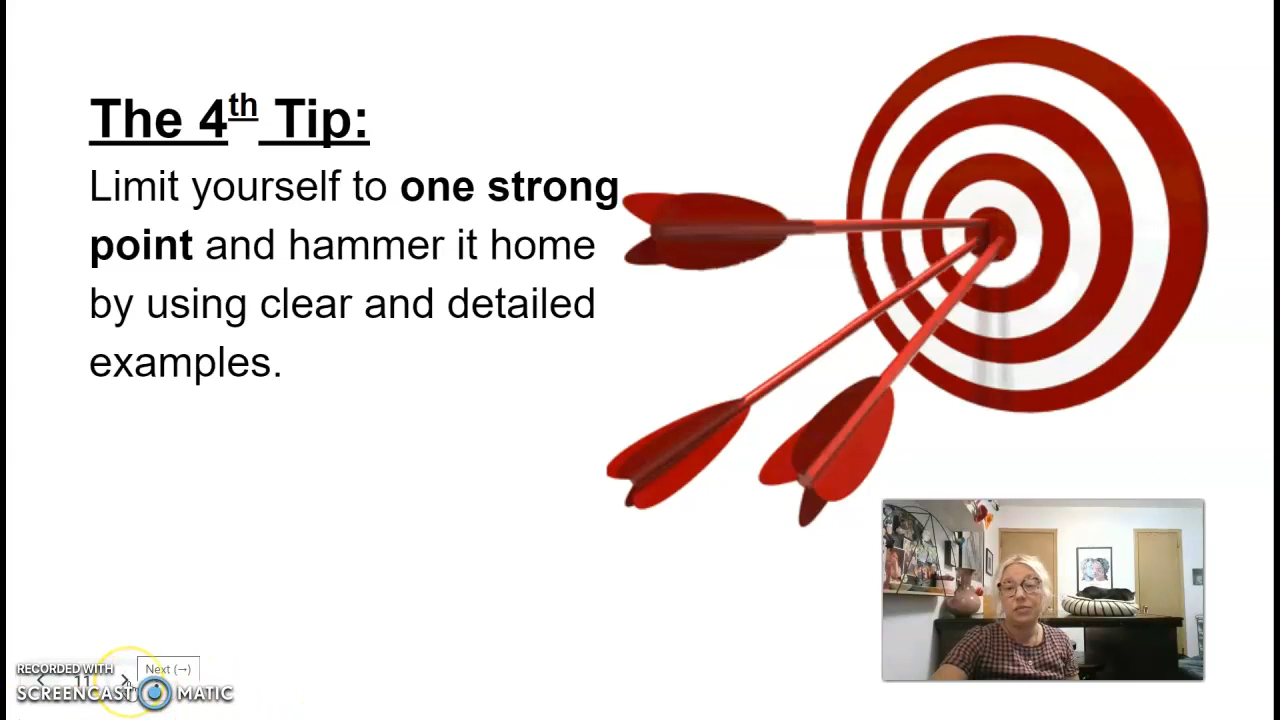 The 4th Tip:
Limit yourself to one strong
point and hammer it home
by using clear and detailed
examples.
RECORDED WITH
SCREENCAST MATIC
11
Next (→)